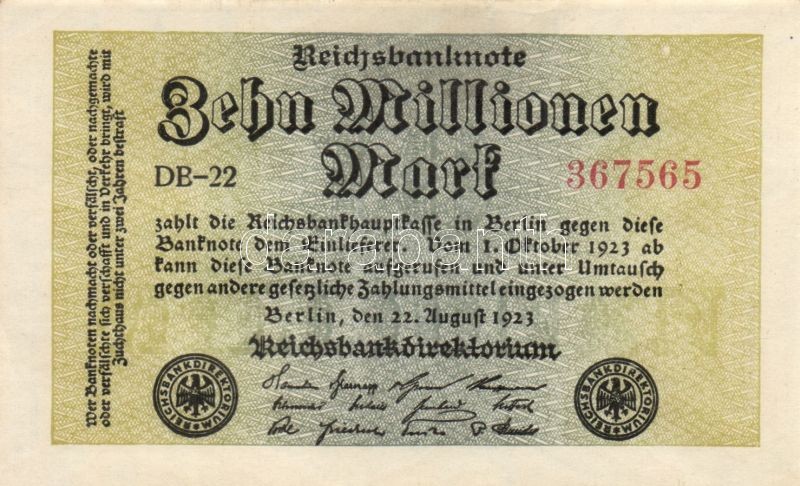 Reichsbanknote
Zehn Millionen
Mark
DB-22
367565
zahlt die Reichsbankhauptkasse in Berlin gegen diese
Banknote dem Einlieferer. Vom 1. Oktober 1923 ab
kann diese Banknote aufgerufen und unter Umtausch
gegen andere gesetzliche Zahlungsmittel eingezogen werden
Berlin, den 22. August 1923
Reichsbankdirektorium
REICHSBANKDIREKTORIUM
REICHSBANKDIREKTORIUM
Wer Banknoten nachmacht oder verfälscht, oder nachgemachte
oder verfälschte sich verschafft und in Verkehr bringt, wird mit
Zuchthaus nicht unter zwei Jahren bestraft
darabanth